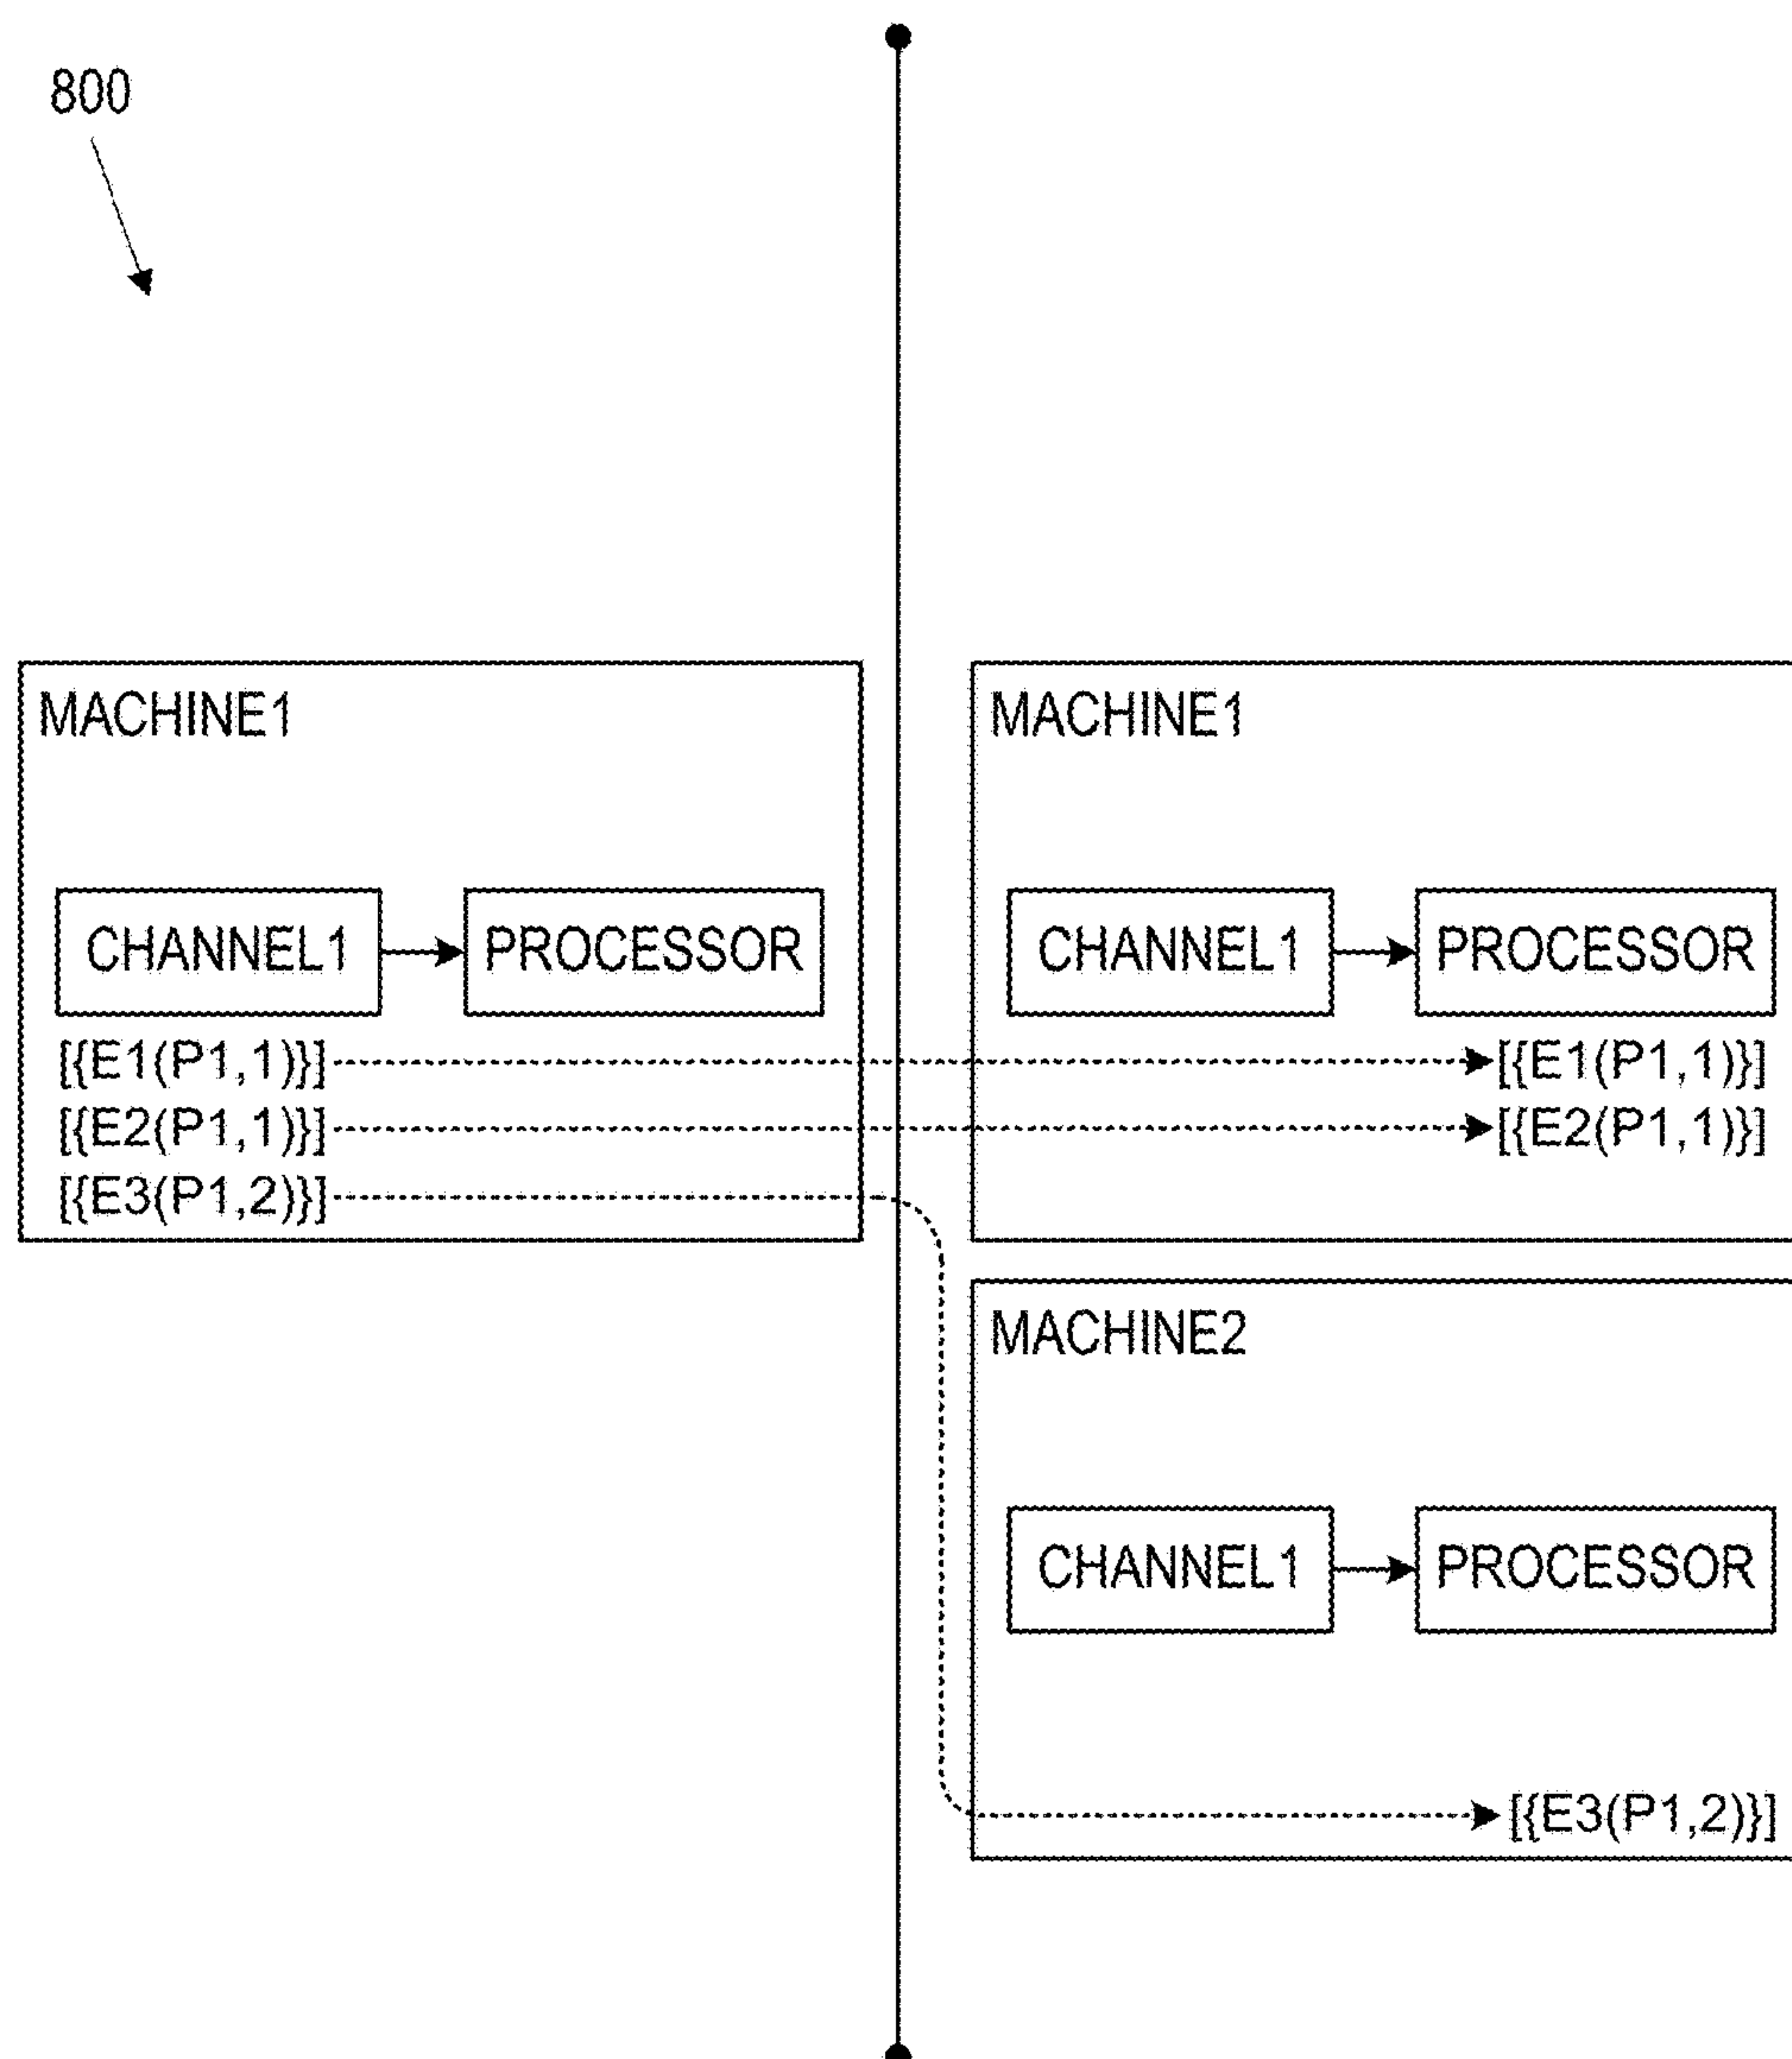 800
MACHINE1
CHANNEL1
PROCESSOR
[{E1(P1,1)}]
[{E2(P1,1)}]
[{E3(P1,2)}]
MACHINE1
CHANNEL1
PROCESSOR
[{E1(P1,1)}]
[{E2(P1,1)}]
MACHINE2
CHANNEL1
PROCESSOR
[{E3(P1,2)}]